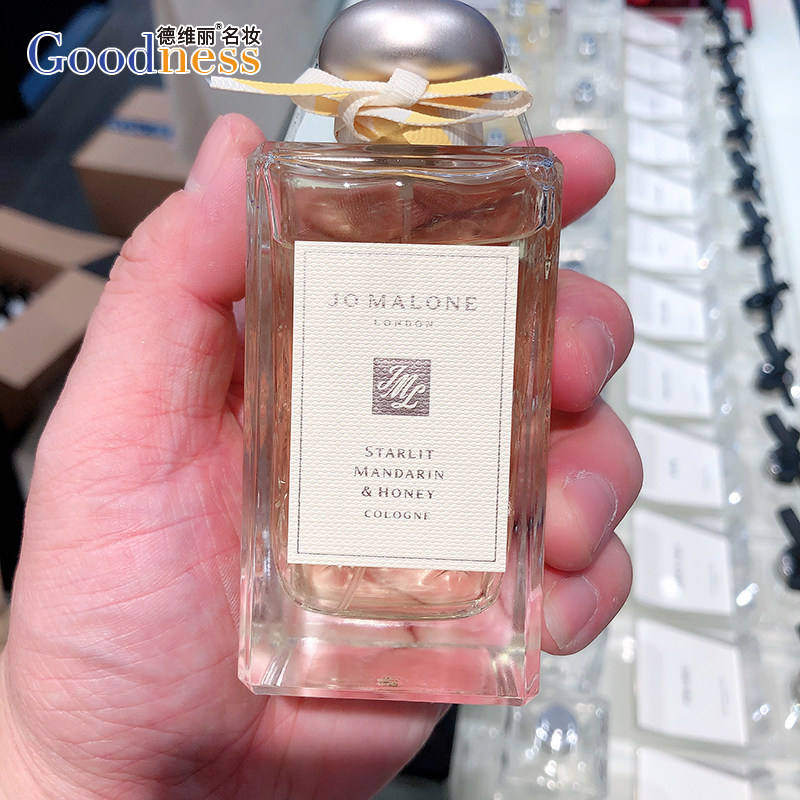 德维丽®名妆
Goodness
JO MALONE
LONDON
JML
STARLIT
MANDARIN
& HONEY
COLOGNE